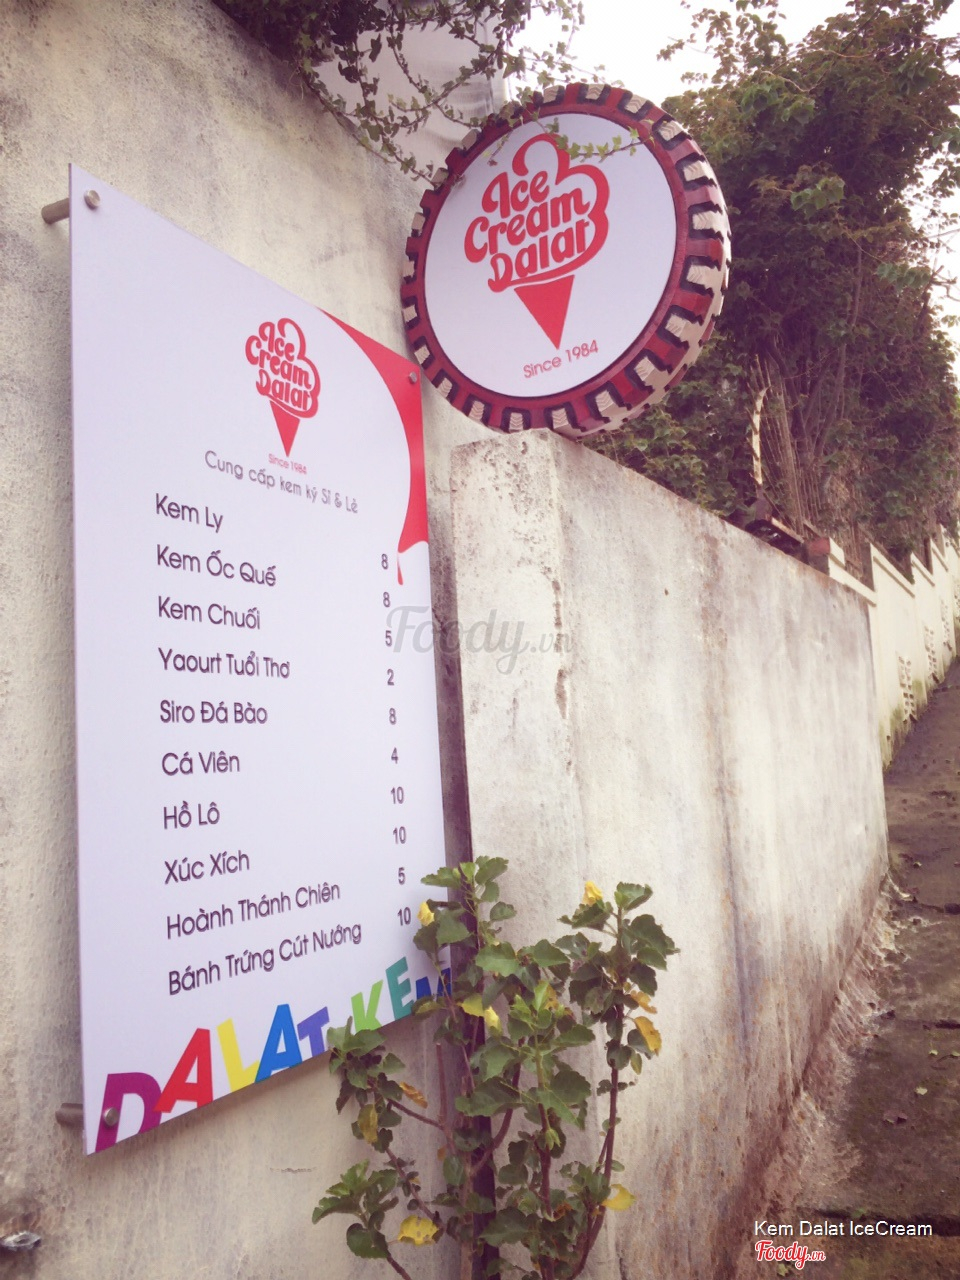 Ice
Cream
Dalat
Since 1984
Ice
Cream
Dalat
Since 1984
Cung cấp kem ký Sỉ & Lẻ
Kem Ly 8
Kem Ốc Quế 8
Kem Chuối 5
Yaourt Tuổi Thơ 2
Siro Đá Bào 8
Cá Viên 4
Hồ Lô 10
Xúc Xích 10
Hoành Thánh Chiên 5
Bánh Trứng Cút Nướng 10
DALAT KEM
Foody.vn
Kem Dalat IceCream
Foody.vn